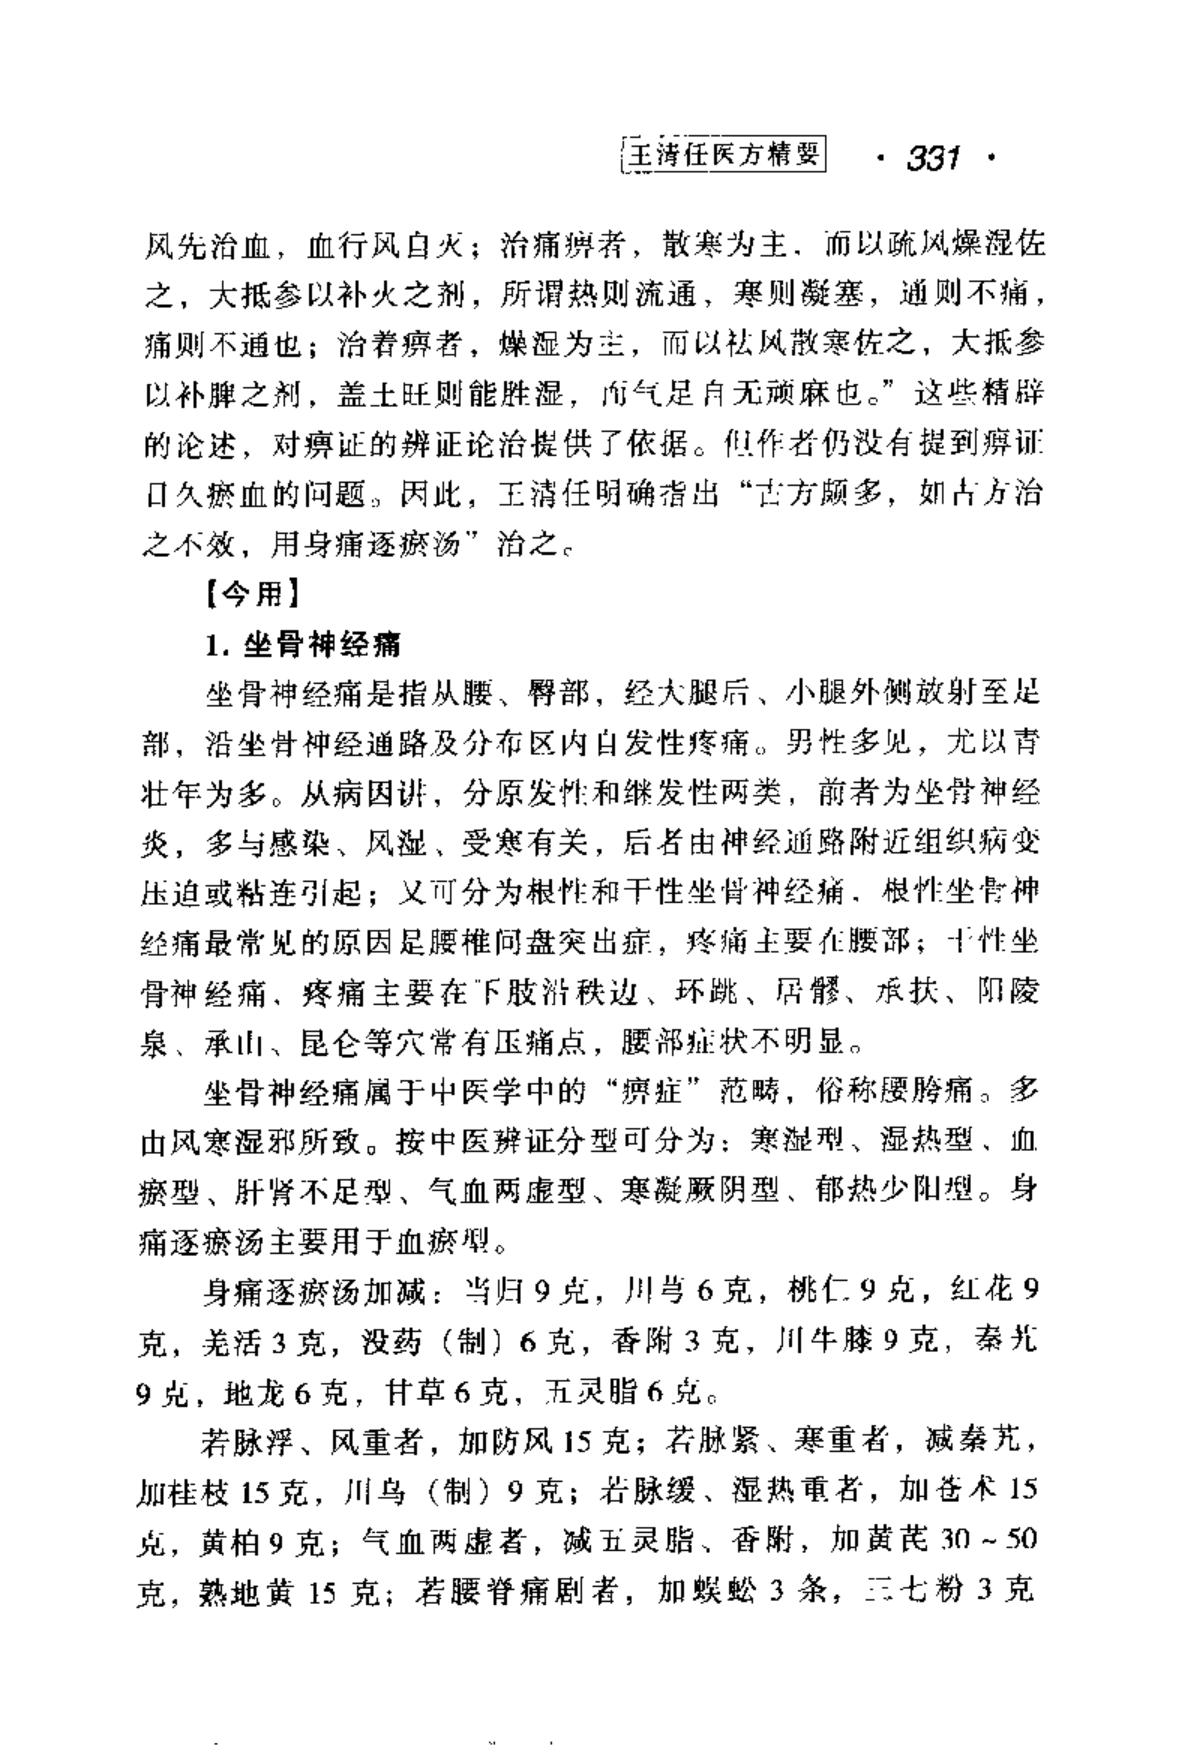 王清任医方精要 · 331 ·
风先治血，血行风自灭；治痛痹者，散寒为主，而以疏风燥湿佐
之，大抵参以补火之剂，所谓热则流通，寒则凝塞，通则不痛，
痛则不通也；治着痹者，燥湿为主，而以祛风散寒佐之，大抵参
以补脾之剂，盖土旺则能胜湿，而气足自无顽麻也。”这些精辟
的论述，对痹证的辨证论治提供了依据。但作者仍没有提到痹证
日久瘀血的问题。因此，王清任明确指出“古方颇多，如古方治
之不效，用身痛逐瘀汤”治之。
【今用】
1. 坐骨神经痛
坐骨神经痛是指从腰、臀部，经大腿后、小腿外侧放射至足
部，沿坐骨神经通路及分布区内自发性疼痛。男性多见，尤以青
壮年为多。从病因讲，分原发性和继发性两类，前者为坐骨神经
炎，多与感染、风湿、受寒有关，后者由神经通路附近组织病变
压迫或粘连引起；又可分为根性和干性坐骨神经痛，根性坐骨神
经痛最常见的原因是腰椎间盘突出症，疼痛主要在腰部；干性坐
骨神经痛，疼痛主要在下肢沿秩边、环跳、居髎、承扶、阳陵
泉、承山、昆仑等穴常有压痛点，腰部症状不明显。
坐骨神经痛属于中医学中的“痹症”范畴，俗称腰胯痛。多
由风寒湿邪所致。按中医辨证分型可分为：寒湿型、湿热型、血
瘀型、肝肾不足型、气血两虚型、寒凝厥阴型、郁热少阳型。身
痛逐瘀汤主要用于血瘀型。
身痛逐瘀汤加减：当归 9 克，川芎 6 克，桃仁 9 克，红花 9
克，羌活 3 克，没药（制）6 克，香附 3 克，川牛膝 9 克，秦艽
9 克，地龙 6 克，甘草 6 克，五灵脂 6 克。
若脉浮、风重者，加防风 15 克；若脉紧、寒重者，减秦艽，
加桂枝 15 克，川乌（制）9 克；若脉缓、湿热重者，加苍术 15
克，黄柏 9 克；气血两虚者，减五灵脂、香附，加黄芪 30～50
克，熟地黄 15 克；若腰脊痛剧者，加蜈蚣 3 条，三七粉 3 克